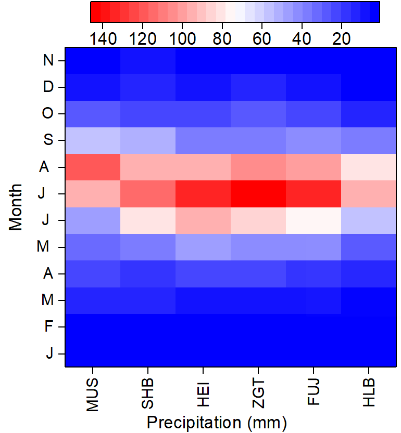 140 120 100 80 60 40 20
N
D
O
S
A
J
J
M
A
M
F
J
Month
MUS SHB HEI ZGT FUJ HLB
Precipitation (mm)